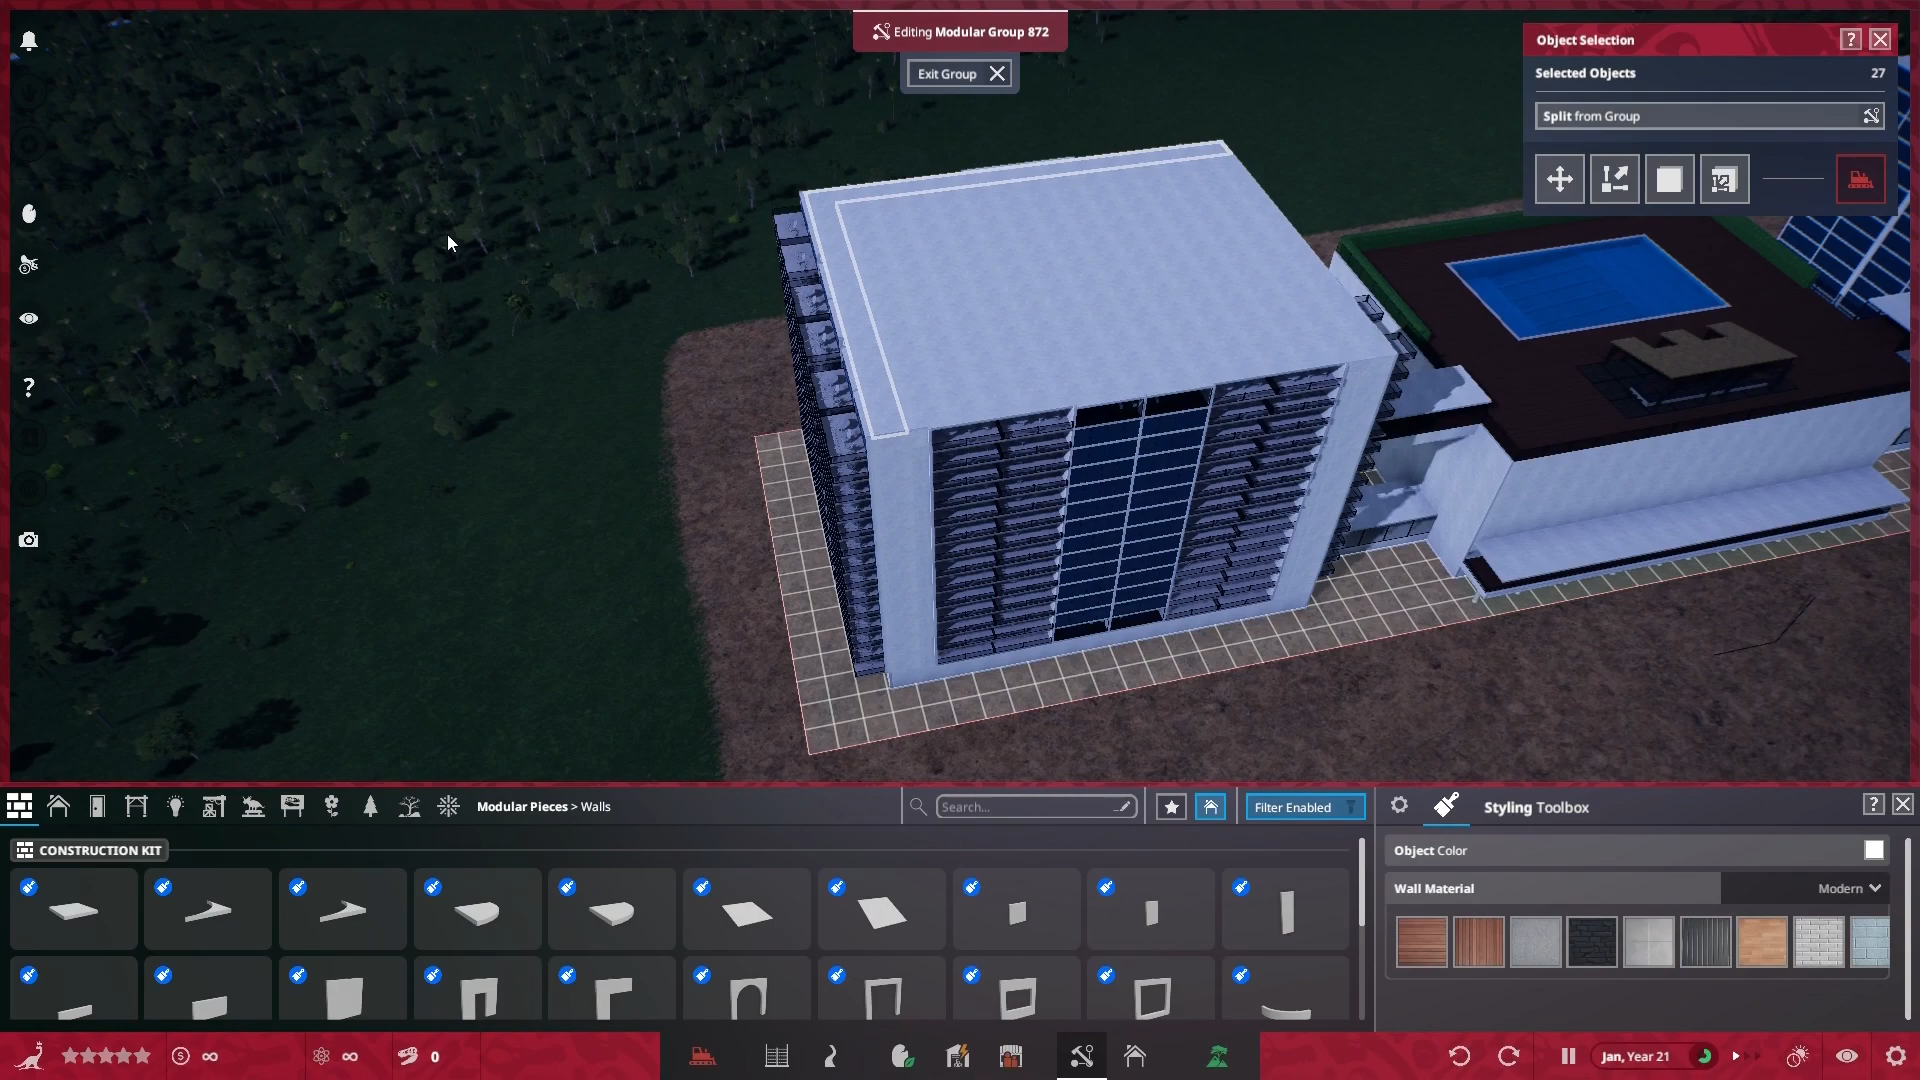 Editing Modular Group 872
Exit Group
Object Selection
?
Selected Objects 27
Split from Group
?
Modular Pieces > Walls
Search...
Filter Enabled
Styling Toolbox
?
CONSTRUCTION KIT
Object Color
Wall Material
Modern
∞
∞
0
Jan, Year 21